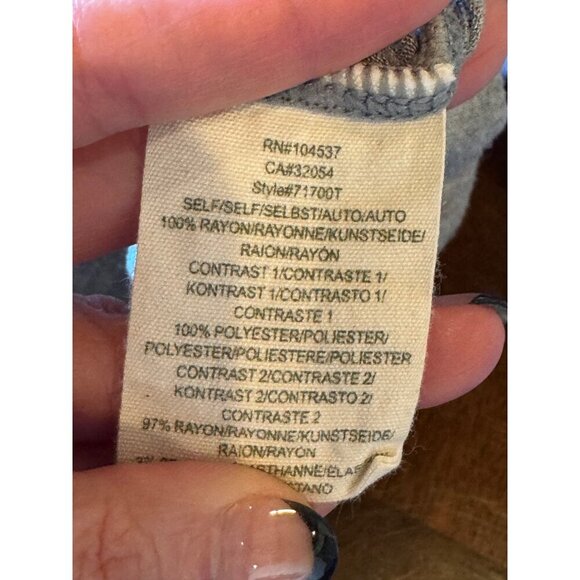 RN#104537
CA#32054
Style#71700T
SELF/SELF/SELBST/AUTO/AUTO
100% RAYON/RAYONNE/KUNSTSEIDE/
RAION/RAYÓN
CONTRAST 1/CONTRASTE 1/
KONTRAST 1/CONTRASTO 1/
CONTRASTE 1
100% POLYESTER/POLIESTER/
POLYESTER/POLIESTERE/POLIESTER
CONTRAST 2/CONTRASTE 2/
KONTRAST 2/CONTRASTO 2/
CONTRASTE 2
97% RAYON/RAYONNE/KUNSTSEIDE/
RAION/RAYÓN